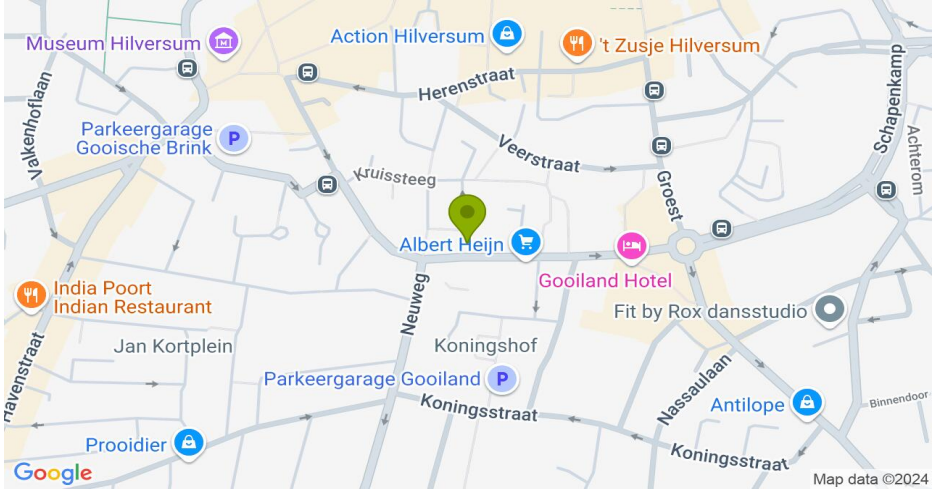 Museum Hilversum
Action Hilversum
't Zusje Hilversum
Herenstraat
Valkenhoflaan
Parkeergarage
Gooische Brink
Veerstraat
Schapenkamp
Achterom
Kruissteeg
Groest
Albert Heijn
Gooiland Hotel
India Poort
Indian Restaurant
Neuweg
Fit by Rox dansstudio
Jan Kortplein
Koningshof
Havenstraat
Parkeergarage Gooiland
Nassaulaan
Koningsstraat
Antilope
Binnendoor
Prooidier
Koningsstraat
Google
Map data ©2024